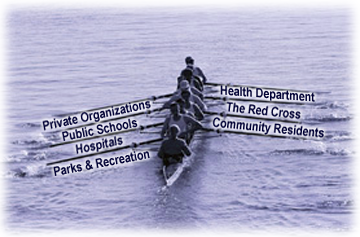 Private Organizations
Public Schools
Hospitals
Parks & Recreation
Health Department
The Red Cross
Community Residents